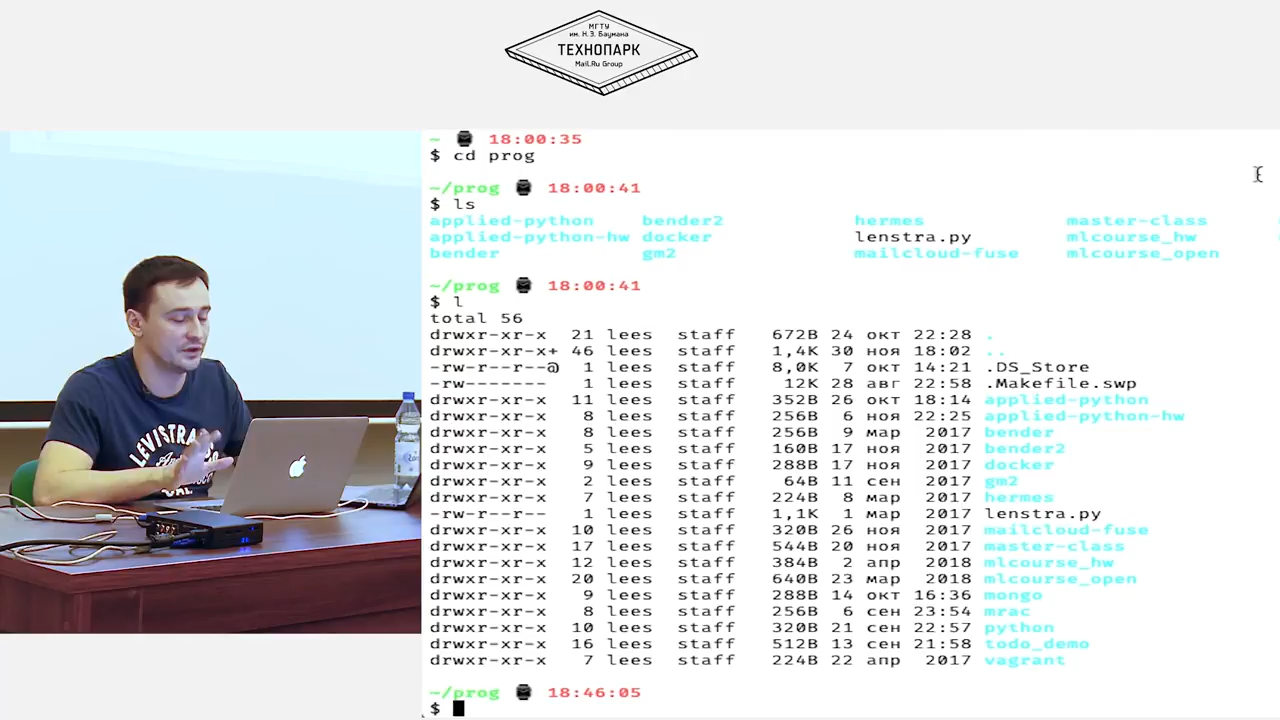 МГТУ
им. Н.Э. Баумана
ТЕХНОПАРК
Mail.Ru Group
~ 18:00:35
$ cd prog
~/prog 18:00:41
$ ls
applied-python bender2 hermes master-class
applied-python-hw docker lenstra.py mlcourse_hw
bender gm2 mailcloud-fuse mlcourse_open
~/prog 18:00:41
$ l
total 56
drwxr-xr-x 21 lees staff 672B 24 окт 22:28 .
drwxr-xr-x+ 46 lees staff 1,4K 30 ноя 18:02 ..
-rw-r--r--@ 1 lees staff 8,0K 7 окт 14:21 .DS_Store
-rw------- 1 lees staff 12K 28 авг 22:58 .Makefile.swp
drwxr-xr-x 11 lees staff 352B 26 окт 18:14 applied-python
drwxr-xr-x 8 lees staff 256B 6 ноя 22:25 applied-python-hw
drwxr-xr-x 8 lees staff 256B 9 мар 2017 bender
drwxr-xr-x 5 lees staff 160B 17 ноя 2017 bender2
drwxr-xr-x 9 lees staff 288B 17 ноя 2017 docker
drwxr-xr-x 2 lees staff 64B 11 сен 2017 gm2
drwxr-xr-x 7 lees staff 224B 8 мар 2017 hermes
-rw-r--r-- 1 lees staff 1,1K 1 мар 2017 lenstra.py
drwxr-xr-x 10 lees staff 320B 26 ноя 2017 mailcloud-fuse
drwxr-xr-x 17 lees staff 544B 20 ноя 2017 master-class
drwxr-xr-x 12 lees staff 384B 2 апр 2018 mlcourse_hw
drwxr-xr-x 20 lees staff 640B 23 мар 2018 mlcourse_open
drwxr-xr-x 9 lees staff 288B 14 окт 16:36 mongo
drwxr-xr-x 8 lees staff 256B 6 сен 23:54 mrac
drwxr-xr-x 10 lees staff 320B 21 сен 22:57 python
drwxr-xr-x 16 lees staff 512B 13 сен 21:58 todo_demo
drwxr-xr-x 7 lees staff 224B 22 апр 2017 vagrant
~/prog 18:46:05
$